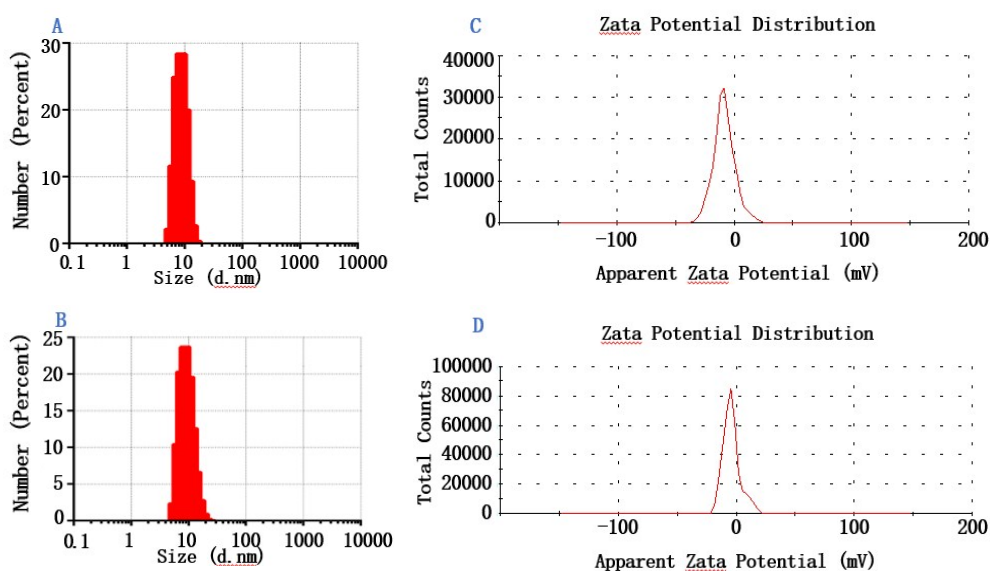 A
30
20
10
0
Number (Percent)
0.1 1 10 100 1000 10000
Size (d.nm)
C
Zata Potential Distribution
40000
30000
20000
10000
0
Total Counts
-100 0 100 200
Apparent Zata Potential (mV)
B
25
20
15
10
5
0
Number (Percent)
0.1 1 10 100 1000 10000
Size (d.nm)
D
Zata Potential Distribution
100000
80000
60000
40000
20000
0
Total Counts
-100 0 100 200
Apparent Zata Potential (mV)